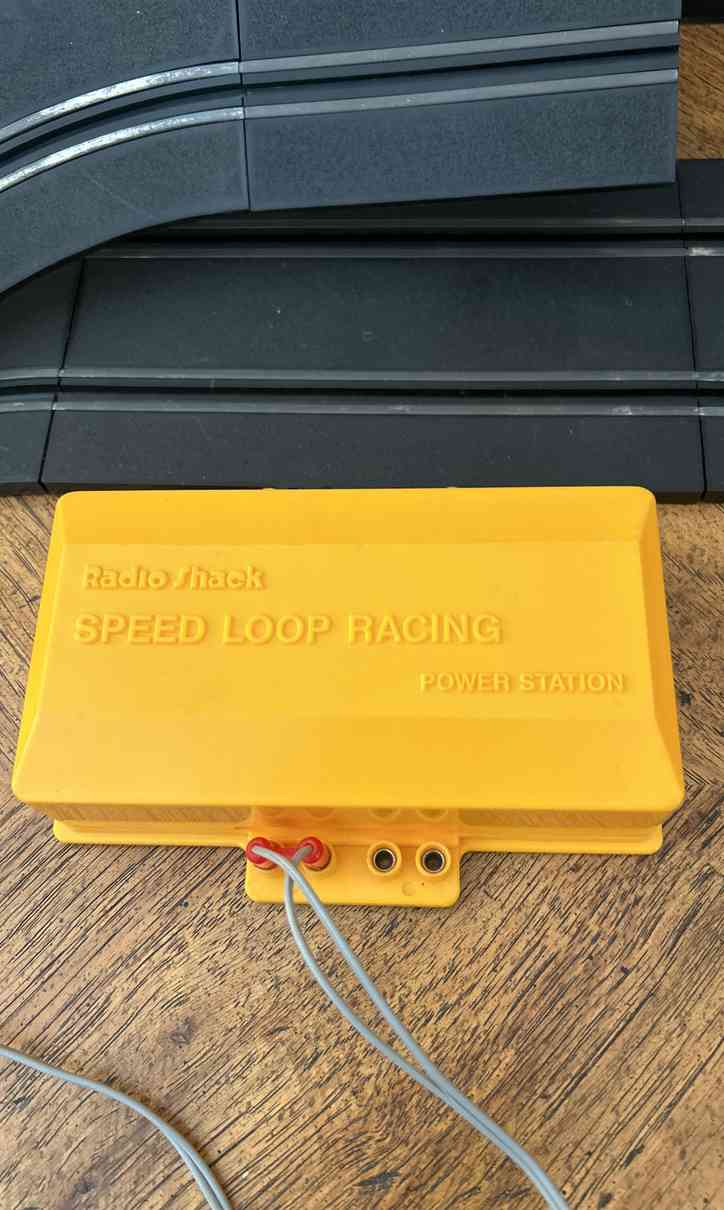 Radio Shack
SPEED LOOP RACING
POWER STATION